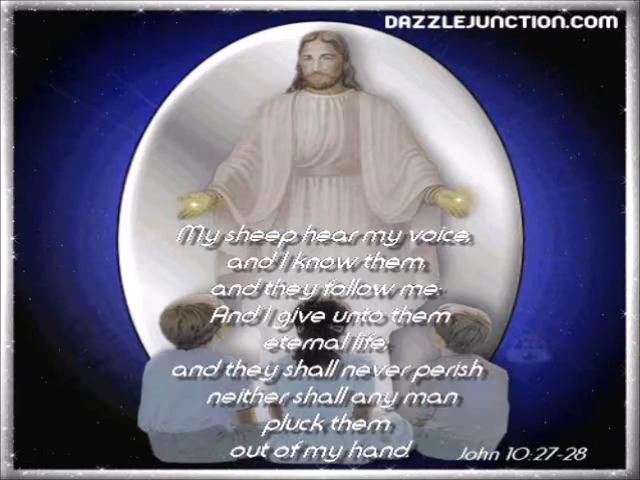 DAZZLEJUNCTION.COM
My sheep hear my voice,
and I know them,
and they follow me:
And I give unto them
eternal life;
and they shall never perish
neither shall any man
pluck them
out of my hand.
John 10:27-28